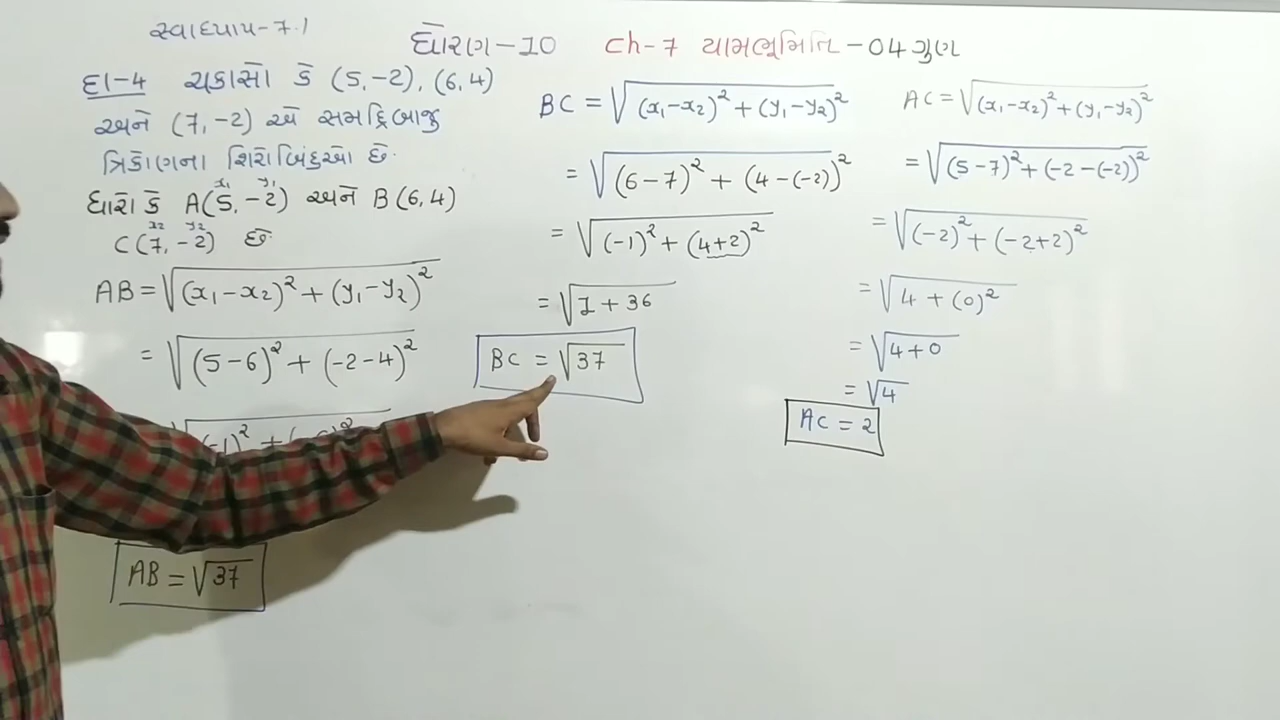 સ્વાધ્યાય-7.1
ધોરણ-10 Ch-7 યામભૂમિતિ-04 ગુણ
દા-4 ચકાસો કે (5,-2), (6,4)
અને (7,-2) એ સમદ્વિબાજુ
ત્રિકોણના શિરોબિંદુઓ છે.
x₁ y₁
ધારો કે A(5,-2) અને B(6,4)
x₂ y₂
C(7,-2) છે
AB = √(x₁-x₂)² + (y₁-y₂)²
= √(5-6)² + (-2-4)²
AB = √37
BC = √(x₁-x₂)² + (y₁-y₂)²
= √(6-7)² + (4-(-2))²
= √(-1)² + (4+2)²
= √1+36
BC = √37
AC = √(x₁-x₂)² + (y₁-y₂)²
= √(5-7)² + (-2-(-2))²
= √(-2)² + (-2+2)²
= √4 + (0)²
= √4+0
= √4
AC = 2